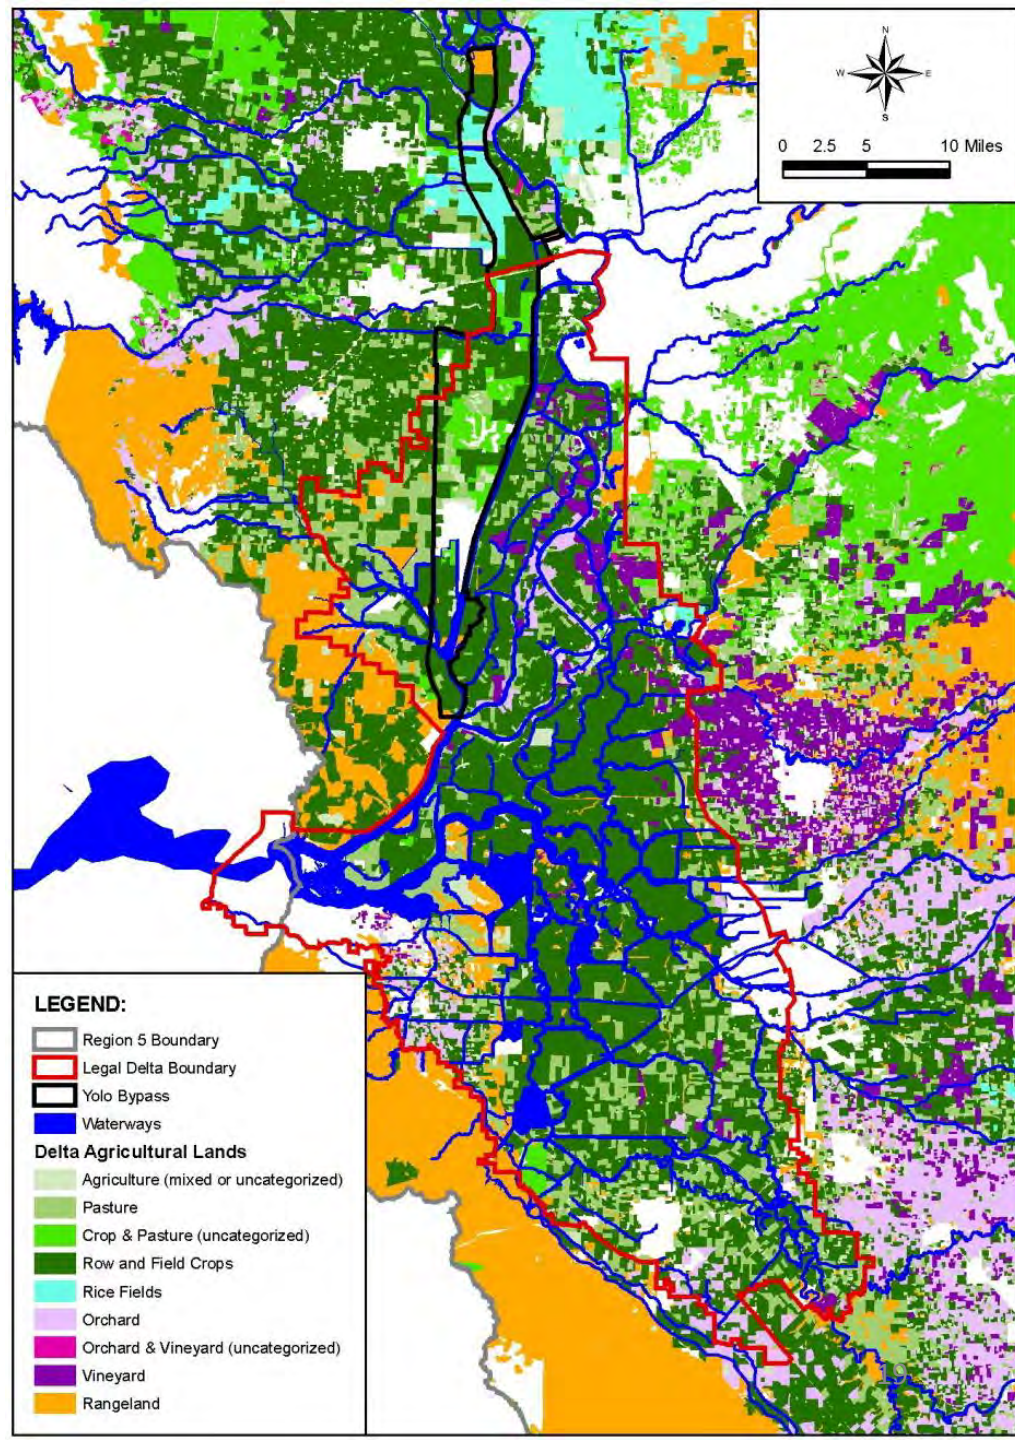 N
W E
S
0 2.5 5 10 Miles
LEGEND:
Region 5 Boundary
Legal Delta Boundary
Yolo Bypass
Waterways
Delta Agricultural Lands
Agriculture (mixed or uncategorized)
Pasture
Crop & Pasture (uncategorized)
Row and Field Crops
Rice Fields
Orchard
Orchard & Vineyard (uncategorized)
Vineyard
Rangeland